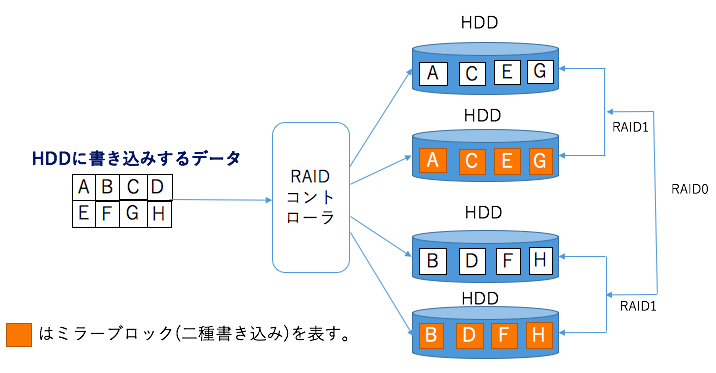 HDD
A C E G
HDD
A C E G
RAID1
HDDに書き込みするデータ
A B C D
E F G H
RAID
コント
ローラ
RAID0
HDD
B D F H
HDD
B D F H
RAID1
はミラーブロック(二種書き込み)を表す。